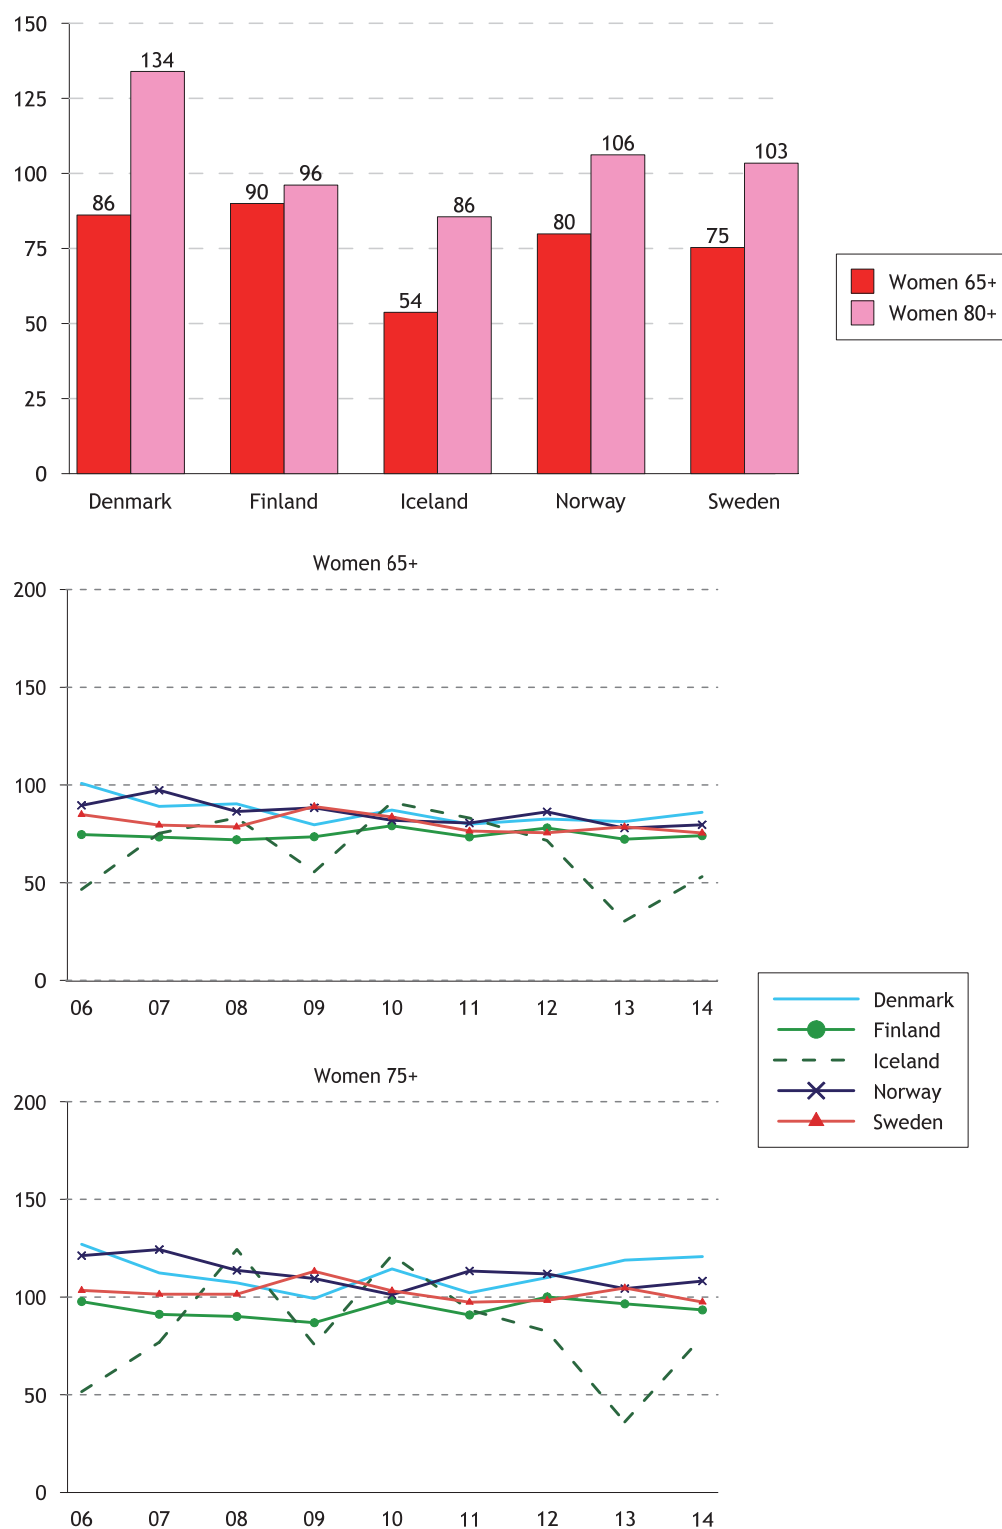 150
134
125
106
103
100
96
90
86
86
80
75
75
54
50
25
0
Denmark Finland Iceland Norway Sweden
Women 65+
Women 80+
Women 65+
200
150
100
50
0
06 07 08 09 10 11 12 13 14
Denmark
Finland
Iceland
Norway
Sweden
Women 75+
200
150
100
50
0
06 07 08 09 10 11 12 13 14